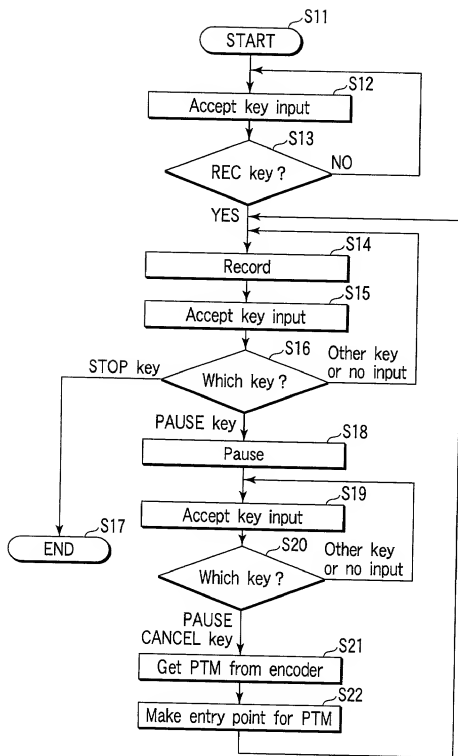 S11
START
S12
Accept key input
S13
REC key?
NO
YES
S14
Record
S15
Accept key input
S16
STOP key
Which key?
Other key
or no input
PAUSE key
S18
Pause
S19
Accept key input
S17
END
S20
Which key?
Other key
or no input
PAUSE
CANCEL key
S21
Get PTM from encoder
S22
Make entry point for PTM